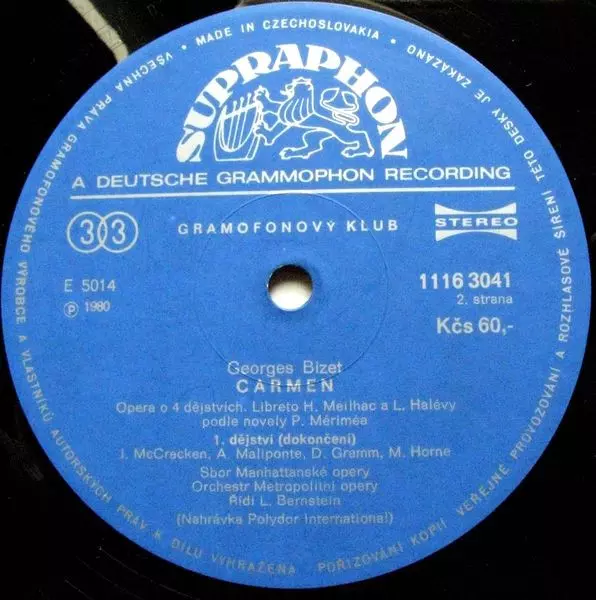 VŠECHNA PRÁVA GRAMOFONOVÉHO VÝROBCE A VLASTNÍKŮ AUTORSKÝCH PRÁV K DÍLU VYHRAŽENA
• MADE IN CZECHOSLOVAKIA •
POŘIZOVÁNÍ KOPIÍ VEŘEJNÉ PROVOZOVÁNÍ A ROZHLASOVÉ ŠÍŘENÍ TÉTO DESKY JE ZAKÁZÁNO
SUPRAPHON
A DEUTSCHE GRAMMOPHON RECORDING
33
GRAMOFONOVÝ KLUB
STEREO
E 5014
1116 3041
Ⓟ 1980
2. strana
Kčs 60,-
Georges Bizet
CARMEN
Opera o 4 dějstvích. Libreto H. Meilhac a L. Halévy
podle novely P. Mériméa
1. dějství (dokončení)
J. McCracken, A. Maliponte, D. Gramm, M. Horne
Sbor Manhattanské opery
Orchestr Metropolitní opery
Řídí L. Bernstein
(Nahrávka Polydor International)